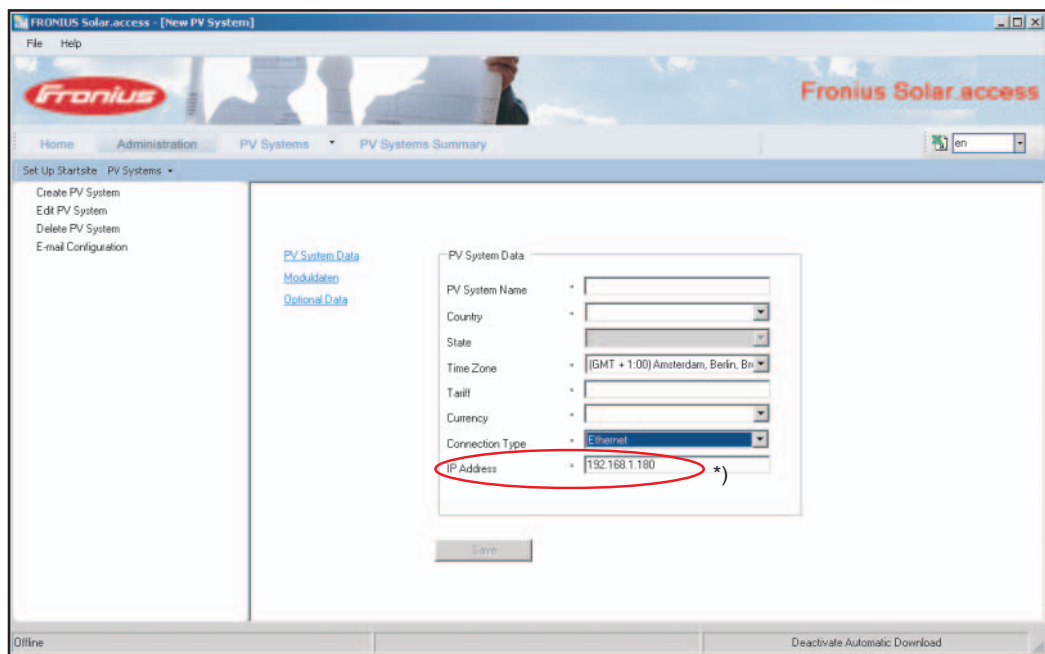 FRONIUS Solar.access - [New PV System]
File Help
Fronius
Fronius Solar.access
Home Administration PV Systems PV Systems Summary
en
Set Up Startsite PV Systems
Create PV System
Edit PV System
Delete PV System
E-mail Configuration
PV System Data
Moduldaten
Optional Data
PV System Data
PV System Name *
Country *
State
Time Zone * (GMT + 1:00) Amsterdam, Berlin, Br
Tariff *
Currency *
Connection Type * Ethernet
IP Address * 192.168.1.180 *)
Save
Offline
Deactivate Automatic Download